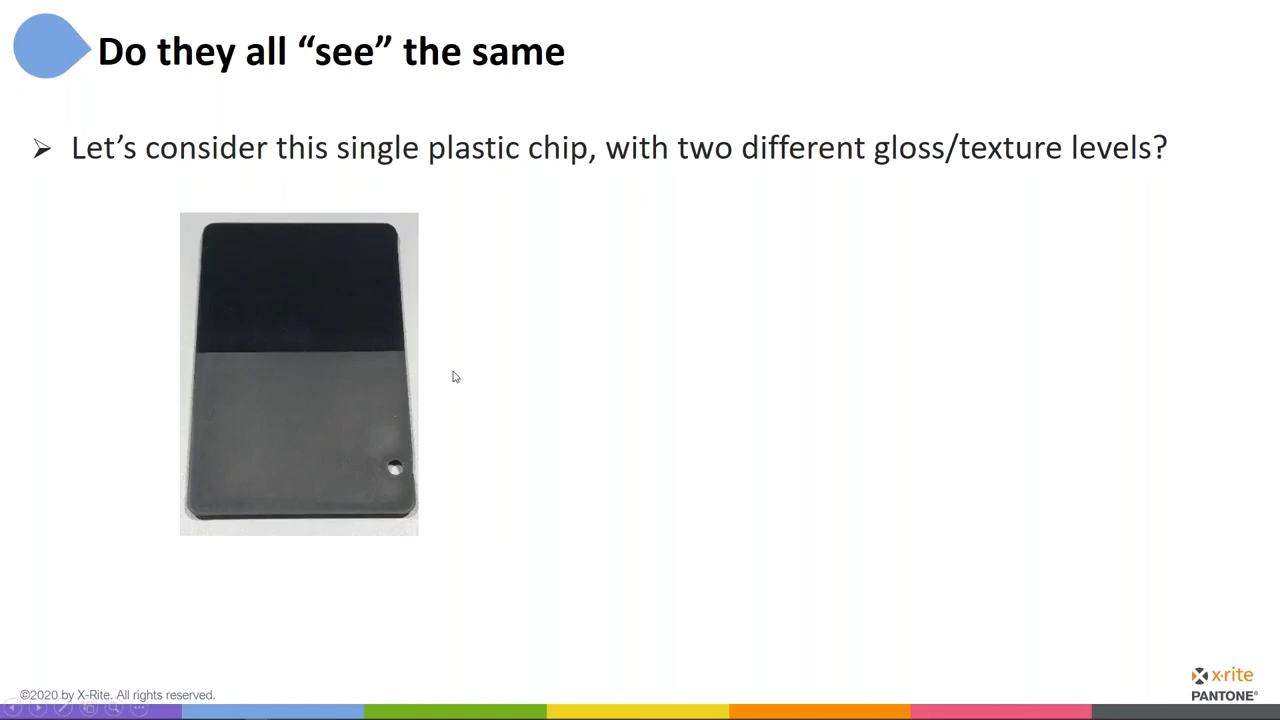 Do they all “see” the same
Let’s consider this single plastic chip, with two different gloss/texture levels?
©2020 by X-Rite. All rights reserved.
x·rite
PANTONE®